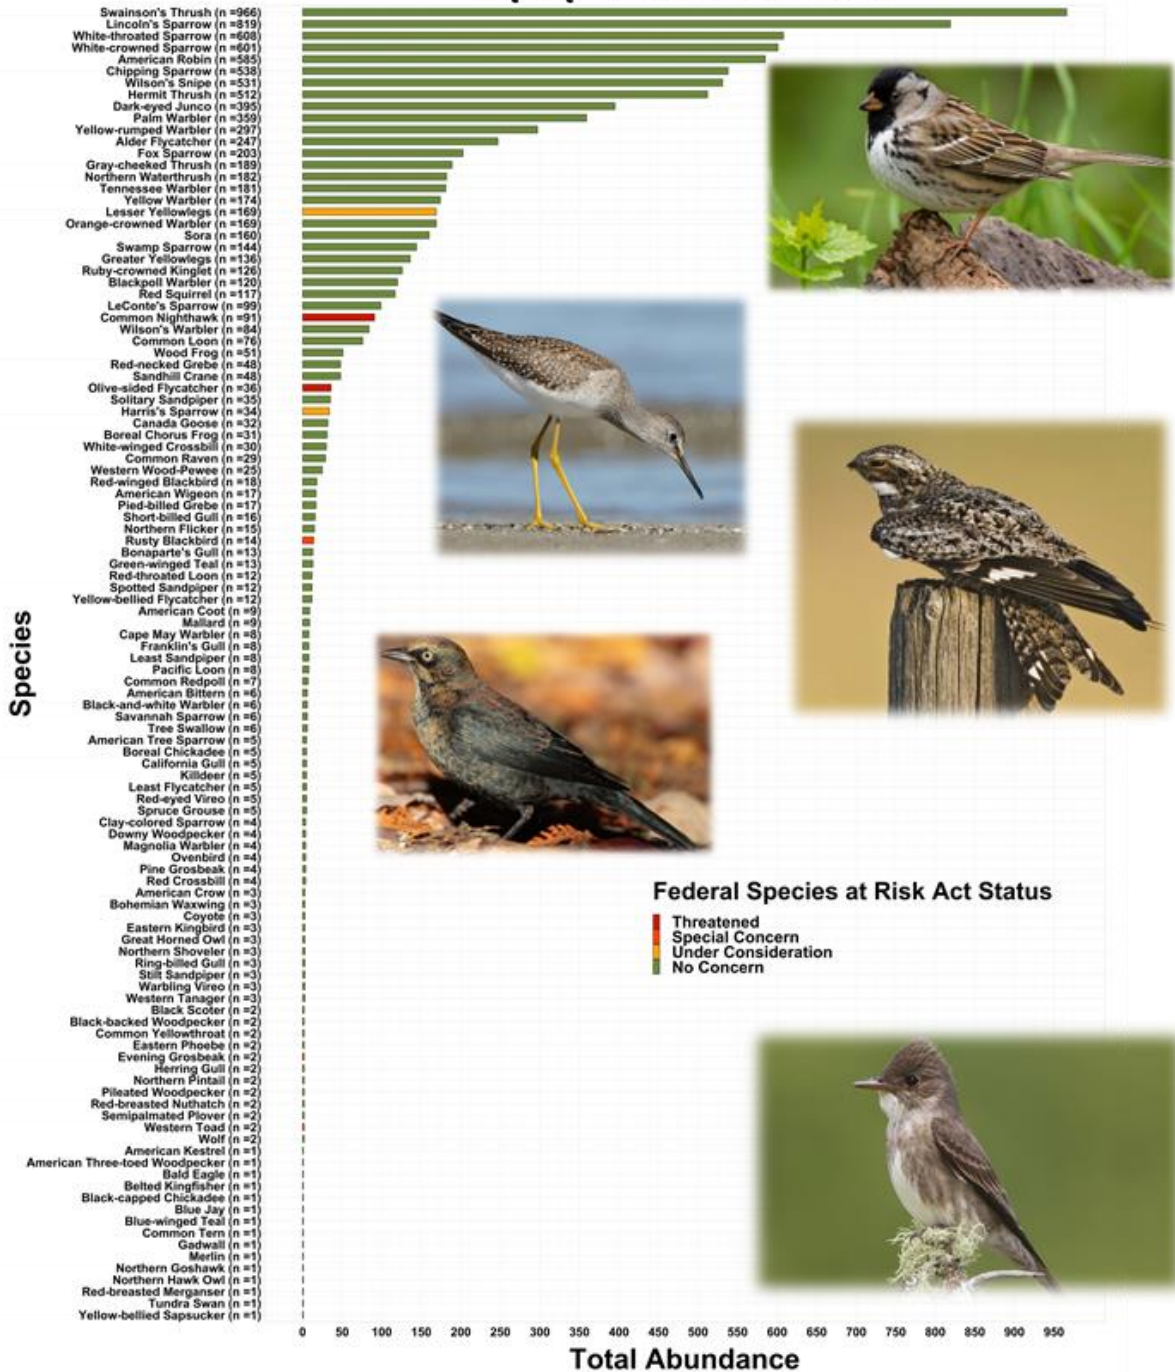 Swainson's Thrush (n =966)
Lincoln's Sparrow (n =819)
White-throated Sparrow (n =608)
White-crowned Sparrow (n =601)
American Robin (n =585)
Chipping Sparrow (n =538)
Wilson's Snipe (n =531)
Hermit Thrush (n =512)
Dark-eyed Junco (n =395)
Palm Warbler (n =359)
Yellow-rumped Warbler (n =297)
Alder Flycatcher (n =247)
Fox Sparrow (n =203)
Gray-cheeked Thrush (n =189)
Northern Waterthrush (n =182)
Tennessee Warbler (n =181)
Yellow Warbler (n =174)
Lesser Yellowlegs (n =169)
Orange-crowned Warbler (n =169)
Sora (n =160)
Swamp Sparrow (n =144)
Greater Yellowlegs (n =136)
Ruby-crowned Kinglet (n =126)
Blackpoll Warbler (n =120)
Red Squirrel (n =117)
LeConte's Sparrow (n =99)
Common Nighthawk (n =91)
Wilson's Warbler (n =84)
Common Loon (n =76)
Wood Frog (n =51)
Red-necked Grebe (n =48)
Sandhill Crane (n =48)
Olive-sided Flycatcher (n =36)
Solitary Sandpiper (n =35)
Harris's Sparrow (n =34)
Canada Goose (n =32)
Boreal Chorus Frog (n =31)
White-winged Crossbill (n =30)
Common Raven (n =29)
Western Wood-Pewee (n =25)
Red-winged Blackbird (n =18)
American Wigeon (n =17)
Pied-billed Grebe (n =17)
Short-billed Gull (n =16)
Northern Flicker (n =15)
Rusty Blackbird (n =14)
Bonaparte's Gull (n =13)
Green-winged Teal (n =13)
Red-throated Loon (n =12)
Spotted Sandpiper (n =12)
Yellow-bellied Flycatcher (n =12)
American Coot (n =9)
Mallard (n =9)
Cape May Warbler (n =8)
Franklin's Gull (n =8)
Least Sandpiper (n =8)
Pacific Loon (n =8)
Common Redpoll (n =7)
American Bittern (n =6)
Black-and-white Warbler (n =6)
Savannah Sparrow (n =6)
Tree Swallow (n =6)
American Tree Sparrow (n =5)
Boreal Chickadee (n =5)
California Gull (n =5)
Killdeer (n =5)
Least Flycatcher (n =5)
Red-eyed Vireo (n =5)
Spruce Grouse (n =5)
Clay-colored Sparrow (n =4)
Downy Woodpecker (n =4)
Magnolia Warbler (n =4)
Ovenbird (n =4)
Pine Grosbeak (n =4)
Red Crossbill (n =4)
American Crow (n =3)
Bohemian Waxwing (n =3)
Coyote (n =3)
Eastern Kingbird (n =3)
Great Horned Owl (n =3)
Northern Shoveler (n =3)
Ring-billed Gull (n =3)
Stilt Sandpiper (n =3)
Warbling Vireo (n =3)
Western Tanager (n =3)
Black Scoter (n =2)
Black-backed Woodpecker (n =2)
Common Yellowthroat (n =2)
Eastern Phoebe (n =2)
Evening Grosbeak (n =2)
Herring Gull (n =2)
Northern Pintail (n =2)
Pileated Woodpecker (n =2)
Red-breasted Nuthatch (n =2)
Semipalmated Plover (n =2)
Western Toad (n =2)
Wolf (n =2)
American Kestrel (n =1)
American Three-toed Woodpecker (n =1)
Bald Eagle (n =1)
Belted Kingfisher (n =1)
Black-capped Chickadee (n =1)
Blue Jay (n =1)
Blue-winged Teal (n =1)
Common Tern (n =1)
Gadwall (n =1)
Merlin (n =1)
Northern Goshawk (n =1)
Northern Hawk Owl (n =1)
Red-breasted Merganser (n =1)
Tundra Swan (n =1)
Yellow-bellied Sapsucker (n =1)
Species
Federal Species at Risk Act Status
Threatened
Special Concern
Under Consideration
No Concern
0 50 100 150 200 250 300 350 400 450 500 550 600 650 700 750 800 850 900 950
Total Abundance